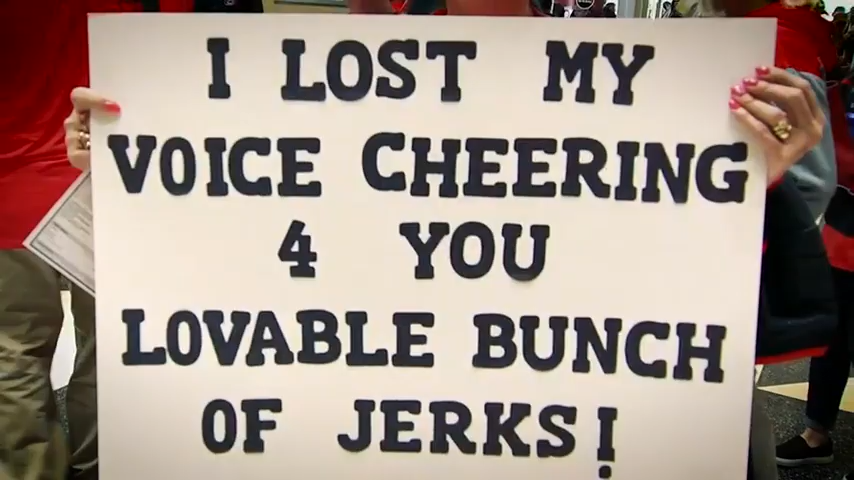 I LOST MY
VOICE CHEERING
4 YOU
LOVABLE BUNCH
OF JERKS!